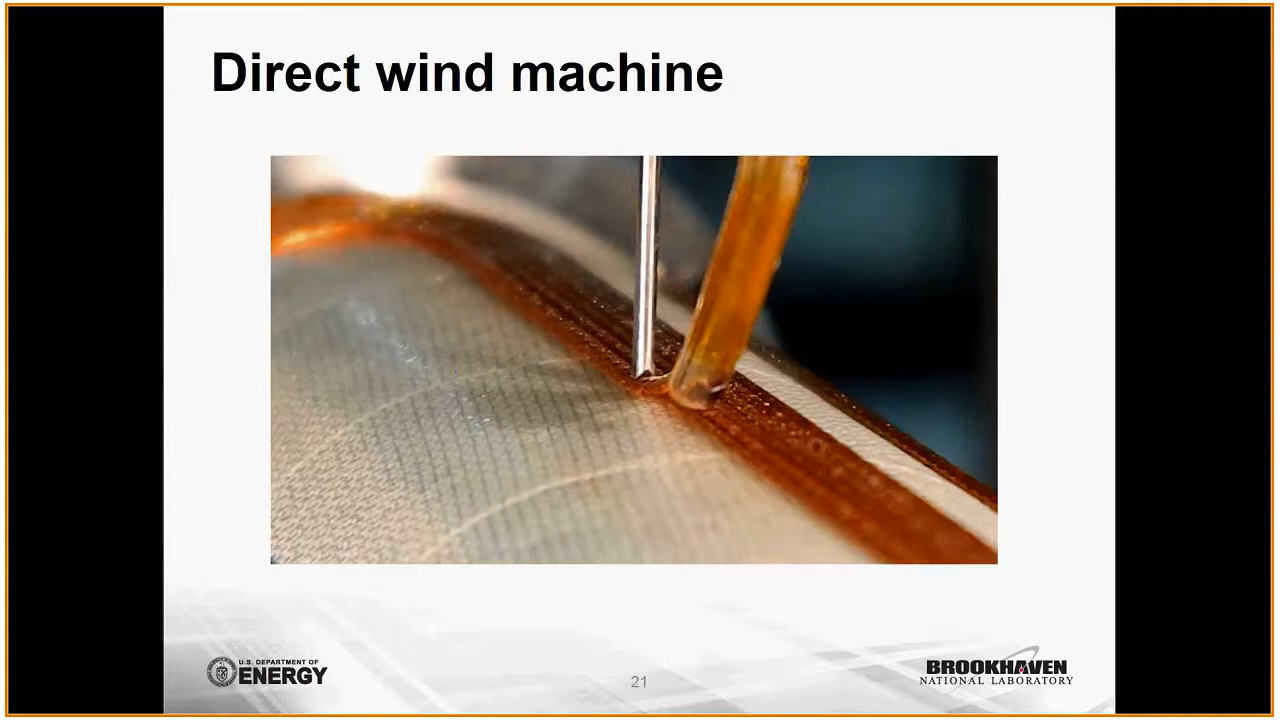 Direct wind machine
U.S. DEPARTMENT OF
ENERGY
21
BROOKHAVEN
NATIONAL LABORATORY